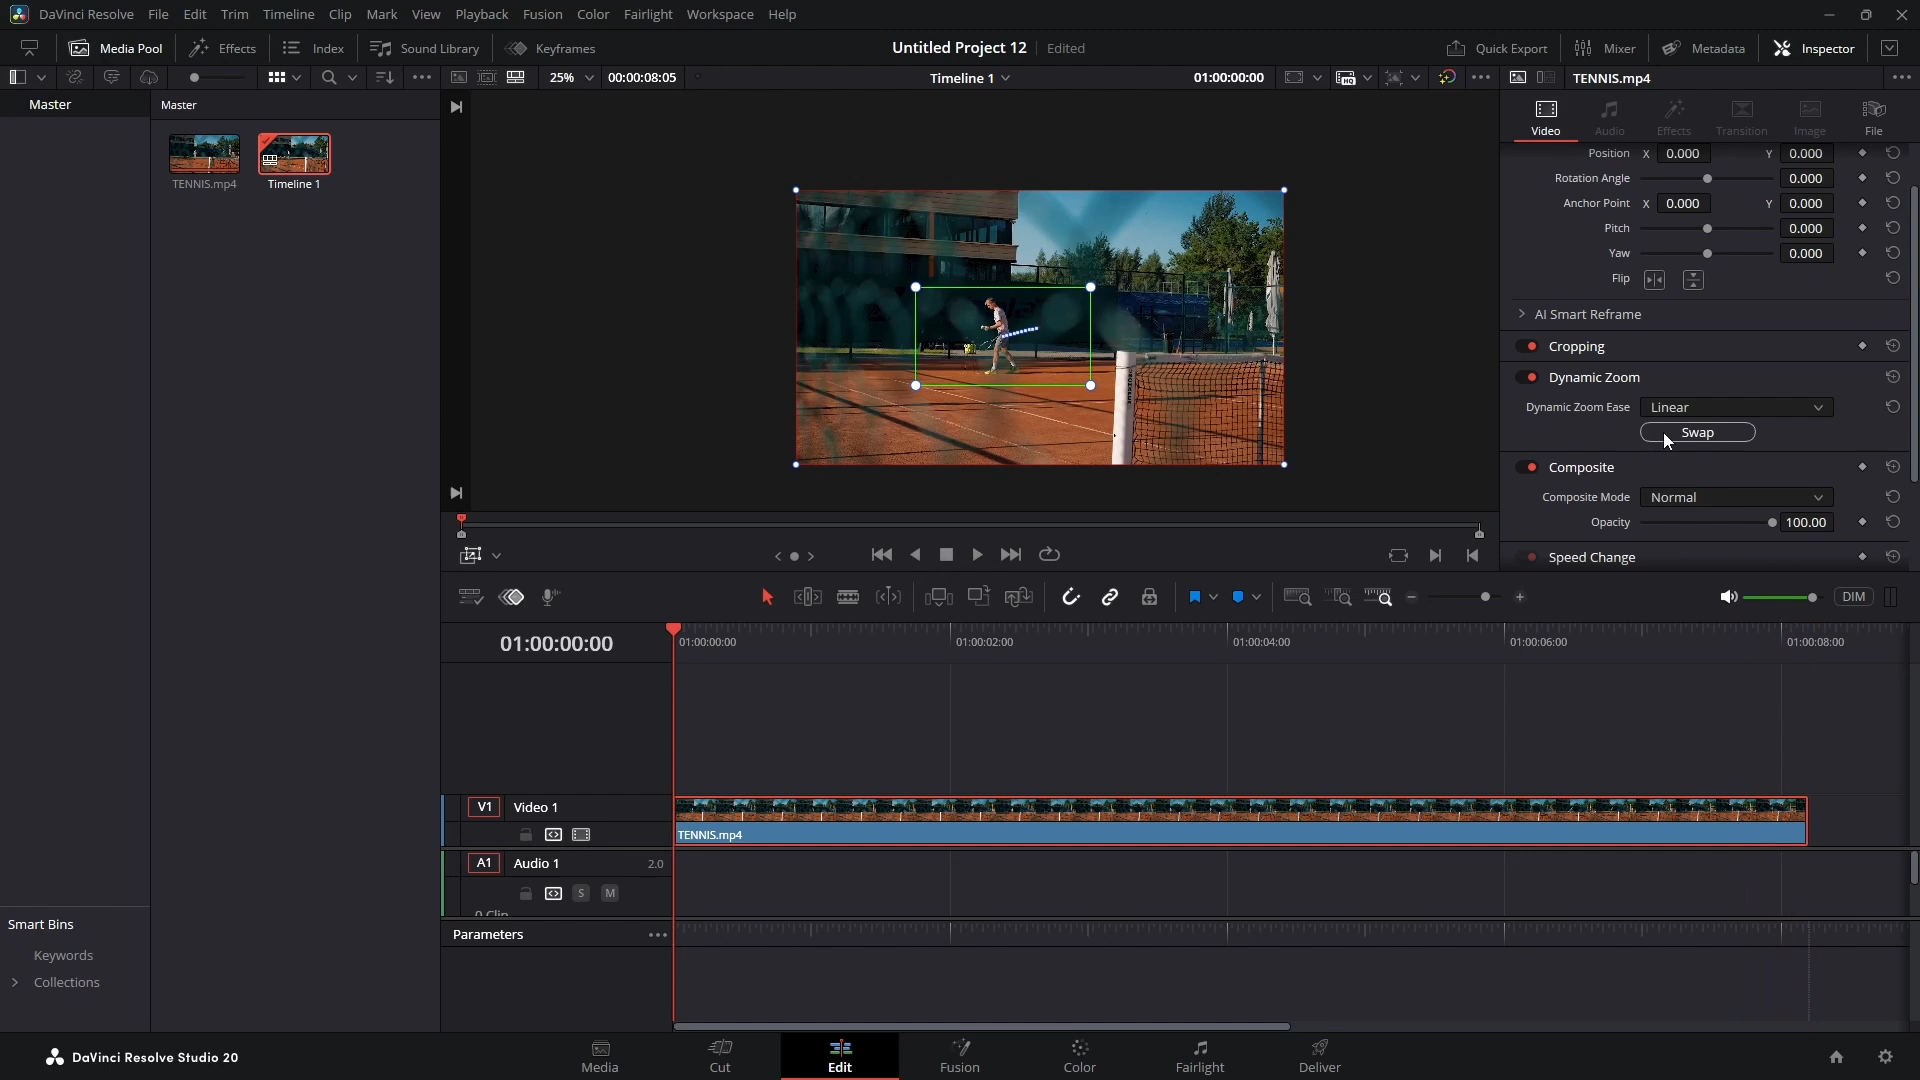 DaVinci Resolve File Edit Trim Timeline Clip Mark View Playback Fusion Color Fairlight Workspace Help
Media Pool Effects Index Sound Library Keyframes Untitled Project 12 Edited Quick Export Mixer Metadata Inspector
25% 00:00:08:05 Timeline 1 01:00:00:00 TENNIS.mp4
Master
Master
TENNIS.mp4
Timeline 1
Video Audio Effects Transition Image File
Position X 0.000 Y 0.000
Rotation Angle 0.000
Anchor Point X 0.000 Y 0.000
Pitch 0.000
Yaw 0.000
Flip
AI Smart Reframe
Cropping
Dynamic Zoom
Dynamic Zoom Ease Linear
Swap
Composite
Composite Mode Normal
Opacity 100.00
Speed Change
DIM
01:00:00:00
01:00:00:00 01:00:02:00 01:00:04:00 01:00:06:00 01:00:08:00
V1 Video 1
TENNIS.mp4
A1 Audio 1 2.0
S M
0 Clip
Parameters
Smart Bins
Keywords
Collections
DaVinci Resolve Studio 20
Media Cut Edit Fusion Color Fairlight Deliver